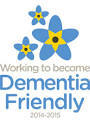 Working to become
Dementia
Friendly
2014-2015